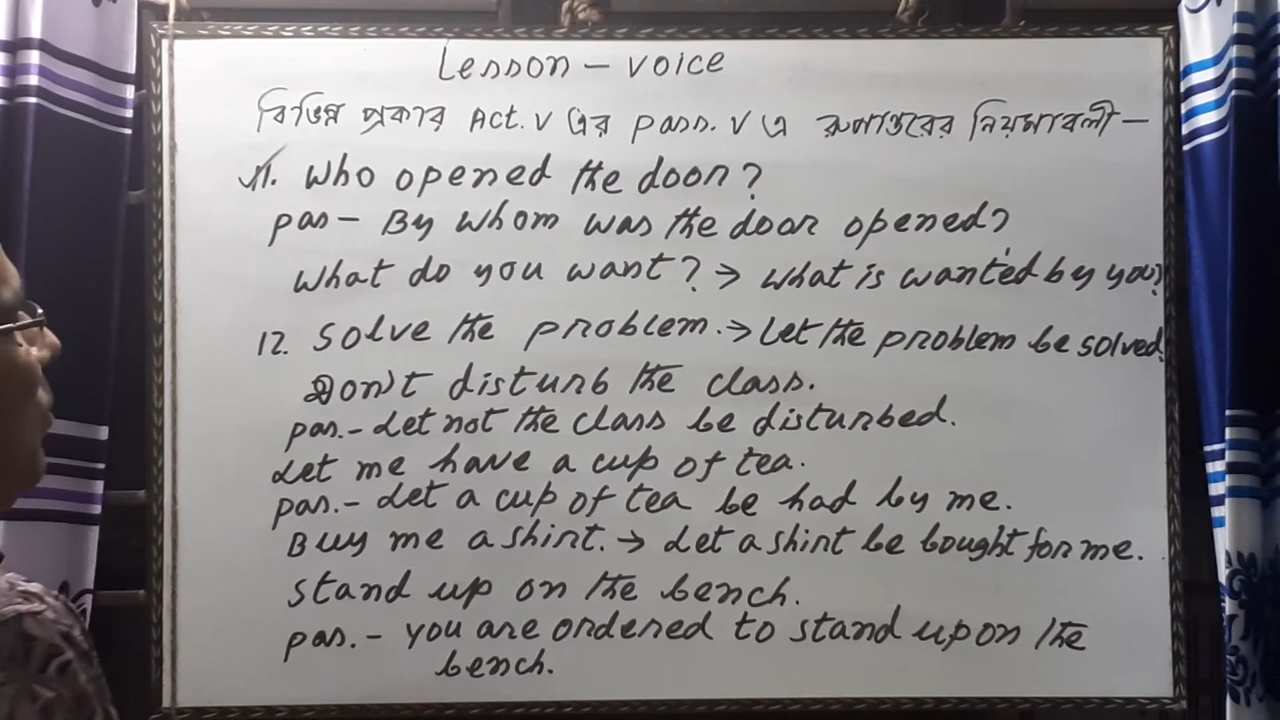 Lesson - voice
বিভিন্ন প্রকার Act. V এর pass. V এ রুপান্তরের নিয়মাবলী -
11. Who opened the door?
pas - By whom was the door opened?
What do you want? → What is wanted by you?
12. Solve the problem. → Let the problem be solved.
Don't disturb the class.
pas. - Let not the class be disturbed.
Let me have a cup of tea.
pas. - Let a cup of tea be had by me.
Buy me a shirt. → Let a shirt be bought for me.
Stand up on the bench.
pas. - You are ordered to stand up on the
bench.